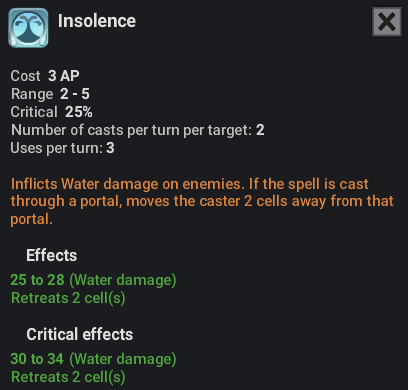 Insolence
Cost 3 AP
Range 2 - 5
Critical 25%
Number of casts per turn per target: 2
Uses per turn: 3
Inflicts Water damage on enemies. If the spell is cast
through a portal, moves the caster 2 cells away from that
portal.
Effects
25 to 28 (Water damage)
Retreats 2 cell(s)
Critical effects
30 to 34 (Water damage)
Retreats 2 cell(s)